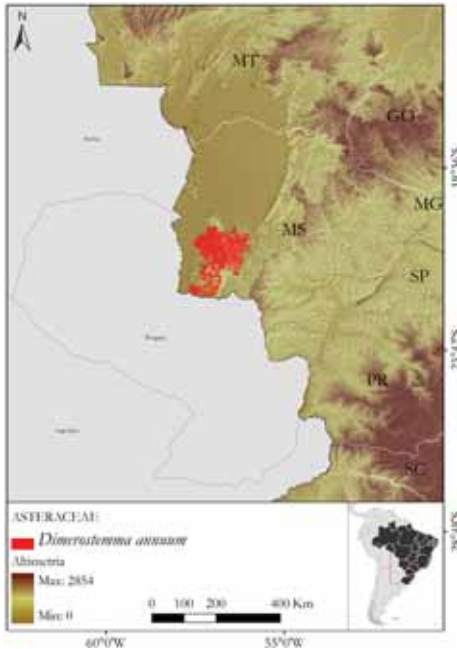 N
MT
GO
MG
MS
SP
PR
SC
ASTERACEAE
Dimerostemma annuum
Altimetria
Max: 2854
Min: 0
0 100 200 400 Km
60°0'W 55°0'W